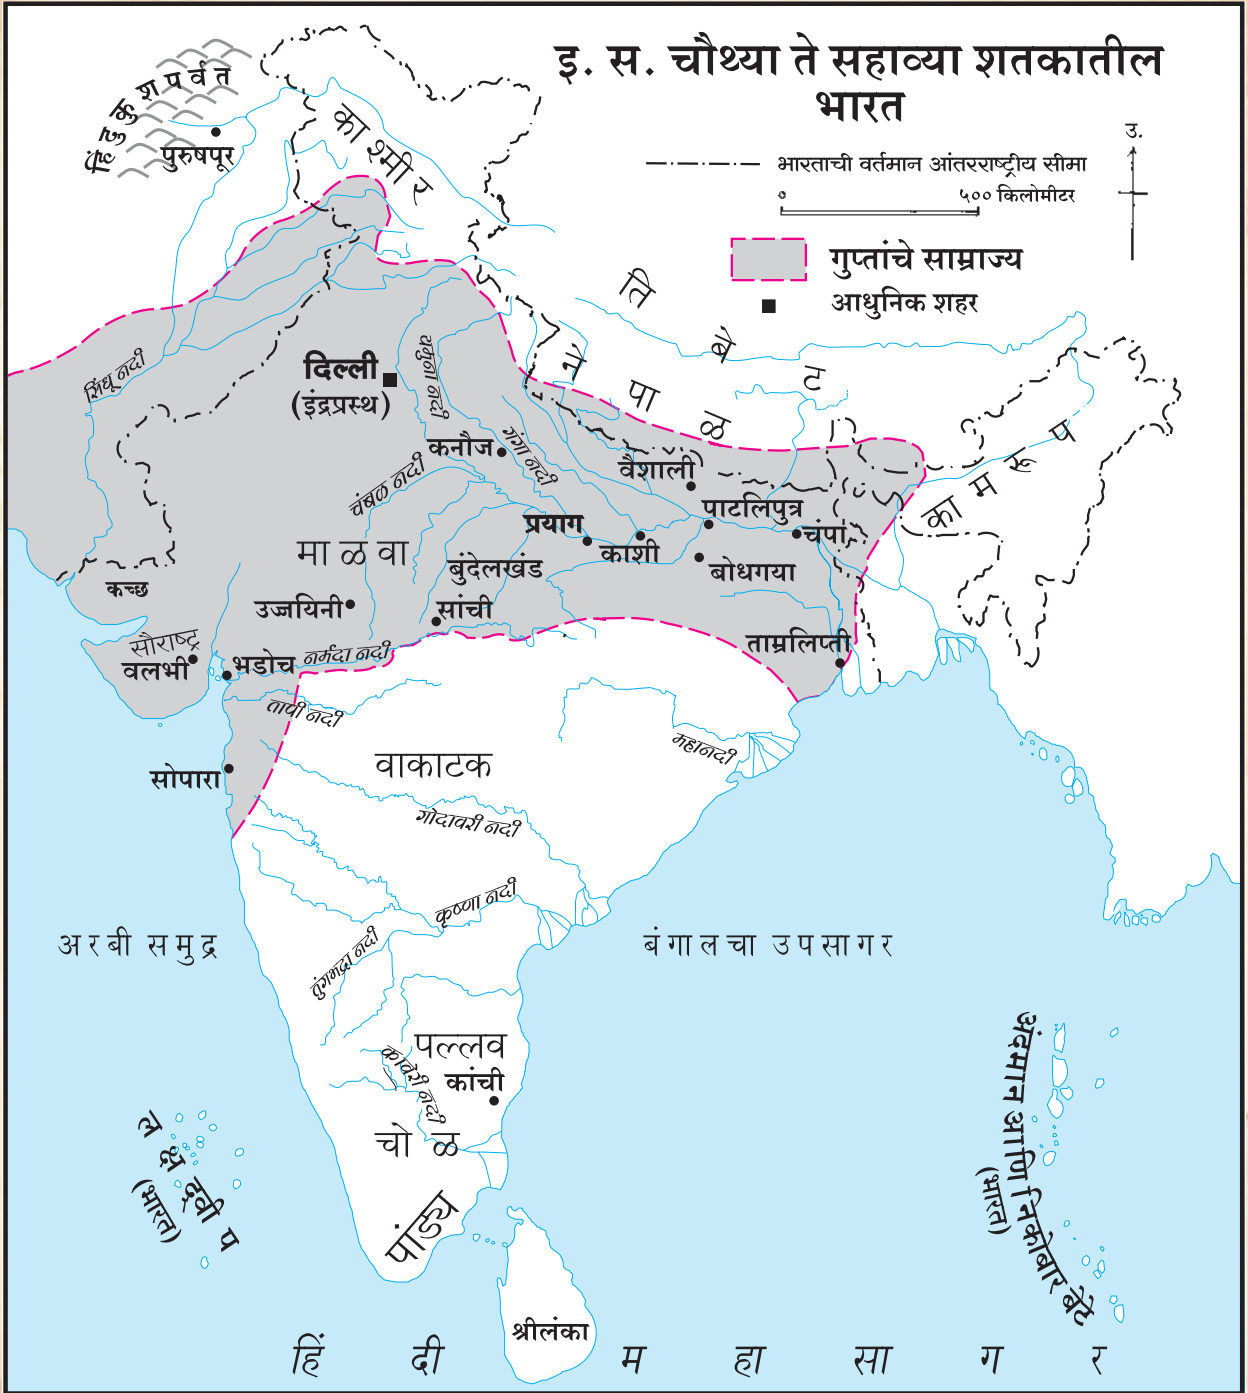 इ. स. चौथ्या ते सहाव्या शतकातील
भारत
उ.
भारताची वर्तमान आंतरराष्ट्रीय सीमा
० ५०० किलोमीटर
गुप्तांचे साम्राज्य
आधुनिक शहर
हिंदुकुश पर्वत
पुरुषपूर
काश्मीर
तिबेट
नेपाळ
कामरूप
सिंधू नदी
दिल्ली
(इंद्रप्रस्थ)
यमुना नदी
कनौज
गंगा नदी
चंबळ नदी
वैशाली
पाटलिपुत्र
प्रयाग
काशी
चंपा
बोधगया
माळवा
बुंदेलखंड
कच्छ
उज्जयिनी
सांची
सौराष्ट्र
वलभी
भडोच
नर्मदा नदी
ताम्रलिप्ती
तापी नदी
महानदी
सोपारा
वाकाटक
गोदावरी नदी
कृष्णा नदी
अरबी समुद्र
बंगालचा उपसागर
तुंगभद्रा नदी
पल्लव
कावेरी नदी
कांची
चोळ
पांड्य
लक्षद्वीप
(भारत)
अंदमान आणि निकोबार बेटे
(भारत)
श्रीलंका
हिंदी महासागर